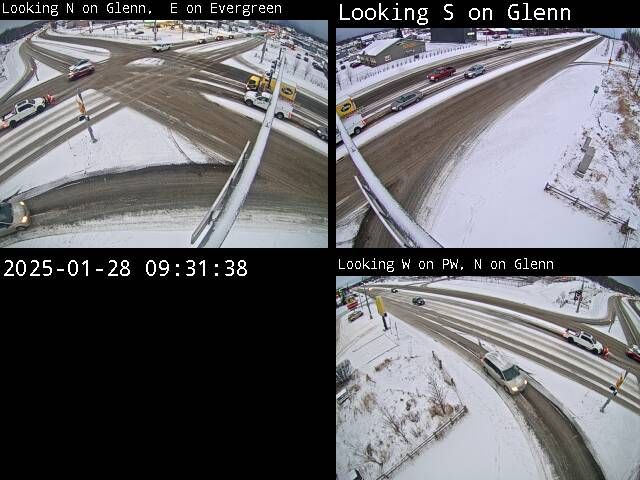 Looking N on Glenn, E on Evergreen
Looking S on Glenn
2025-01-28 09:31:38
Looking W on PW, N on Glenn